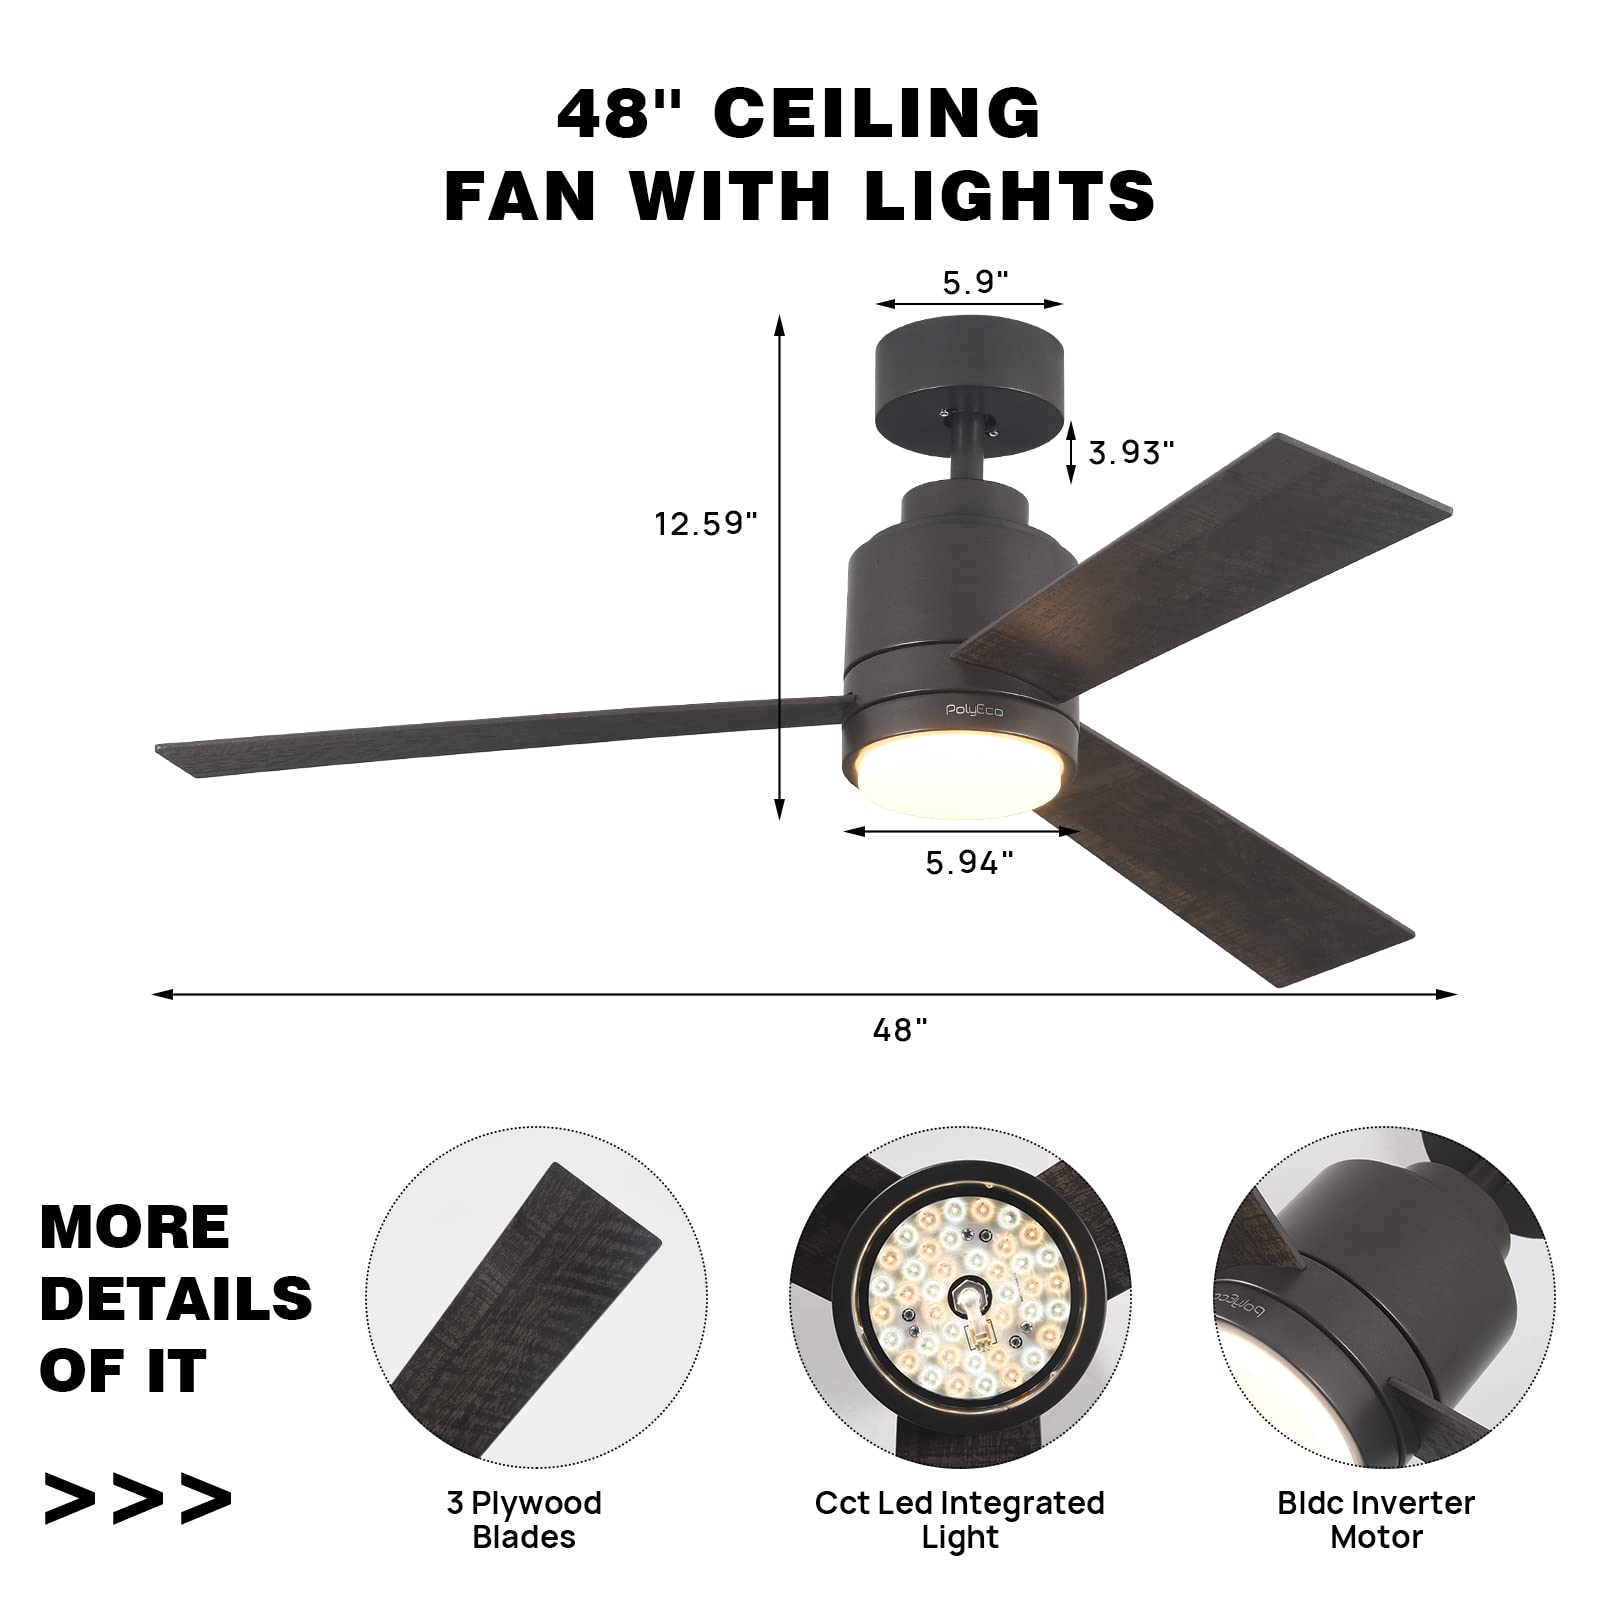 48" CEILING
FAN WITH LIGHTS
5.9"
3.93"
12.59"
PolyEco
5.94"
48"
MORE
DETAILS
OF IT
>>>
3 Plywood
Blades
Cct Led Integrated
Light
PolyEco
Bldc Inverter
Motor